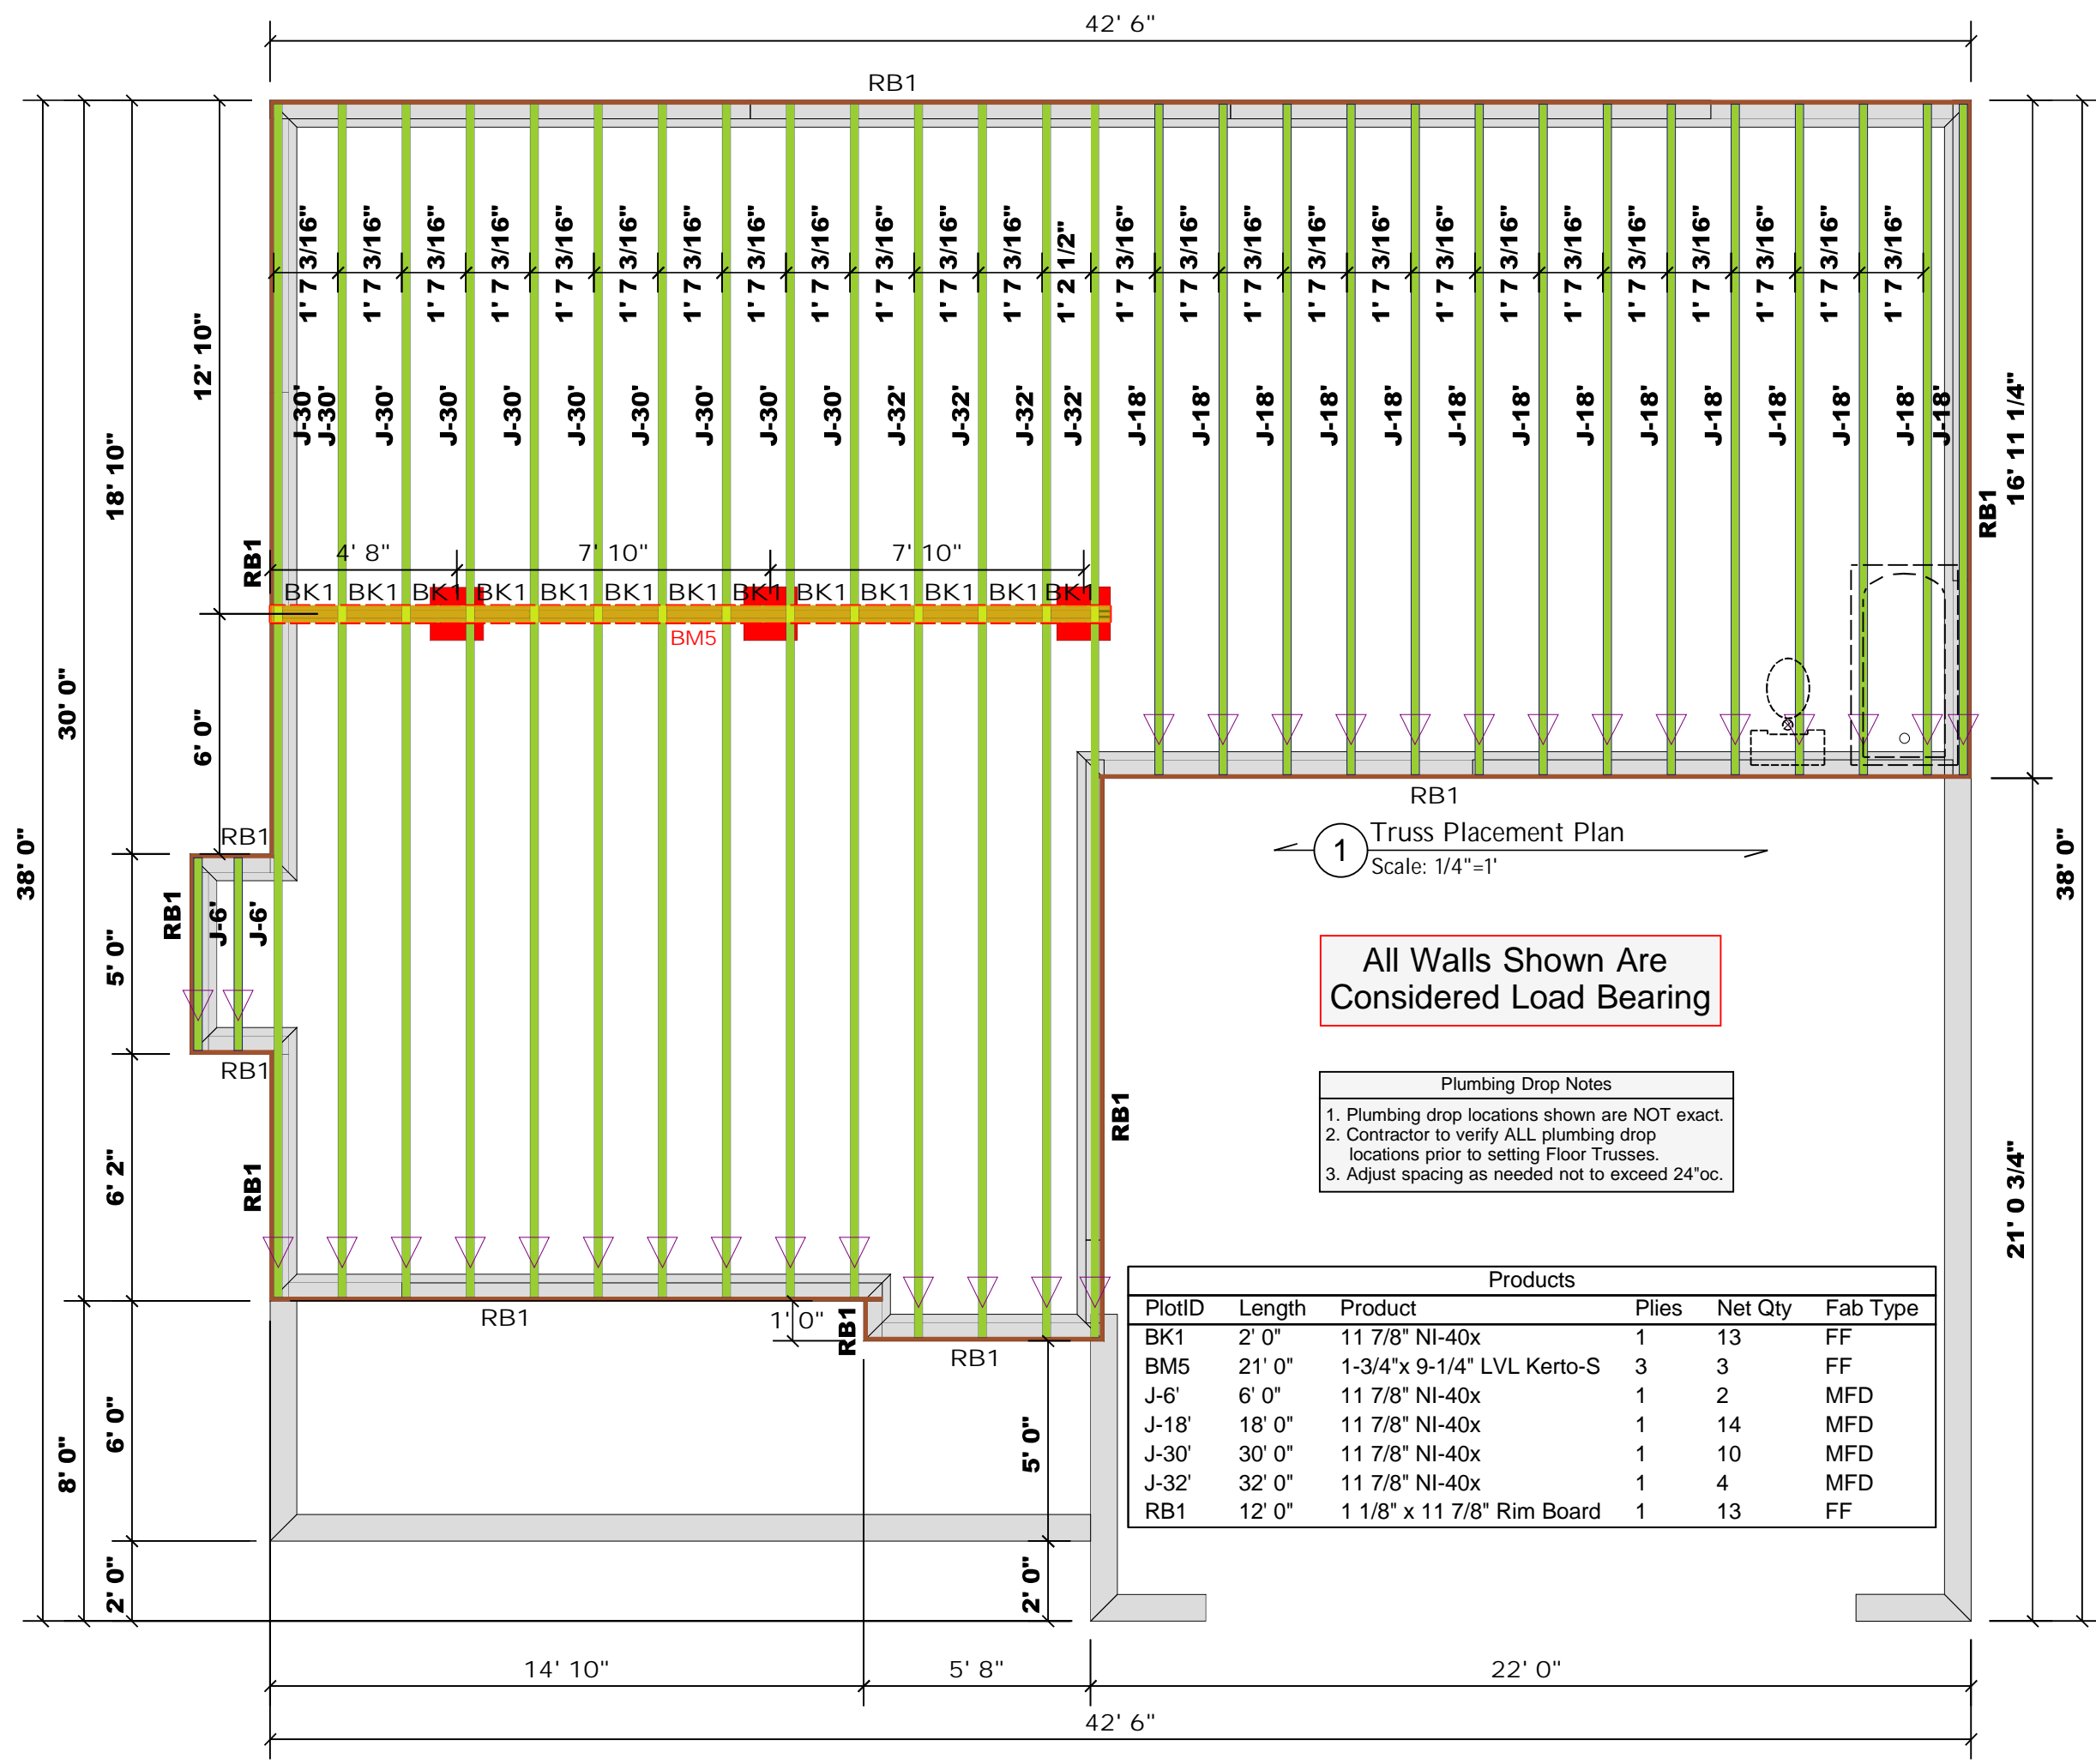 42' 6"
RB1
1' 7 3/16" 1' 7 3/16" 1' 7 3/16" 1' 7 3/16" 1' 7 3/16" 1' 7 3/16" 1' 7 3/16" 1' 7 3/16" 1' 7 3/16" 1' 7 3/16" 1' 7 3/16" 1' 7 3/16" 1' 2 1/2" 1' 7 3/16" 1' 7 3/16" 1' 7 3/16" 1' 7 3/16" 1' 7 3/16" 1' 7 3/16" 1' 7 3/16" 1' 7 3/16" 1' 7 3/16" 1' 7 3/16" 1' 7 3/16" 1' 7 3/16" 1' 7 3/16"
J-30' J-30' J-30' J-30' J-30' J-30' J-30' J-30' J-30' J-30' J-32' J-32' J-32' J-32' J-18' J-18' J-18' J-18' J-18' J-18' J-18' J-18' J-18' J-18' J-18' J-18' J-18' J-18'
12' 10"
18' 10"
30' 0"
38' 0"
16' 11 1/4"
RB1
RB1
4' 8" 7' 10" 7' 10"
BK1 BK1 BK1 BK1 BK1 BK1 BK1 BK1 BK1 BK1 BK1 BK1 BK1
BM5
6' 0"
RB1
RB1
J-6' J-6'
RB1
5' 0"
RB1
1 Truss Placement Plan
Scale: 1/4"=1'
38' 0"
All Walls Shown Are
Considered Load Bearing
Plumbing Drop Notes
1. Plumbing drop locations shown are NOT exact.
2. Contractor to verify ALL plumbing drop
locations prior to setting Floor Trusses.
3. Adjust spacing as needed not to exceed 24"oc.
RB1
6' 2"
RB1
21' 0 3/4"
RB1
1' 0"
RB1
RB1
Products
PlotID Length Product Plies Net Qty Fab Type
BK1 2' 0" 11 7/8" NI-40x 1 13 FF
BM5 21' 0" 1-3/4"x 9-1/4" LVL Kerto-S 3 3 FF
J-6' 6' 0" 11 7/8" NI-40x 1 2 MFD
J-18' 18' 0" 11 7/8" NI-40x 1 14 MFD
J-30' 30' 0" 11 7/8" NI-40x 1 10 MFD
J-32' 32' 0" 11 7/8" NI-40x 1 4 MFD
RB1 12' 0" 1 1/8" x 11 7/8" Rim Board 1 13 FF
6' 0"
8' 0"
5' 0"
2' 0"
2' 0"
14' 10" 5' 8" 22' 0"
42' 6"